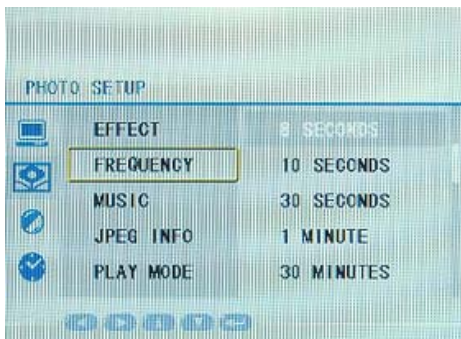 PHOTO SETUP
EFFECT 8 SECONDS
FREQUENCY 10 SECONDS
MUSIC 30 SECONDS
JPEG INFO 1 MINUTE
PLAY MODE 30 MINUTES